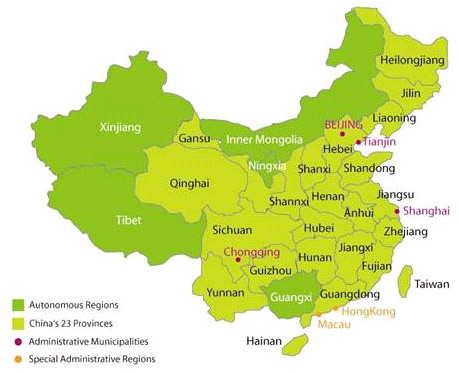 Heilongjiang
Jilin
Liaoning
BEIJING
Tianjin
Hebei
Xinjiang
Gansu
Inner Mongolia
Ningxia
Shanxi
Shandong
Qinghai
Shannxi
Henan
Jiangsu
Anhui
Shanghai
Tibet
Sichuan
Hubei
Zhejiang
Chongqing
Jiangxi
Hunan
Guizhou
Fujian
Yunnan
Guangxi
Guangdong
Taiwan
HongKong
Macau
Hainan
Autonomous Regions
China's 23 Provinces
Administrative Municipalities
Special Administrative Regions